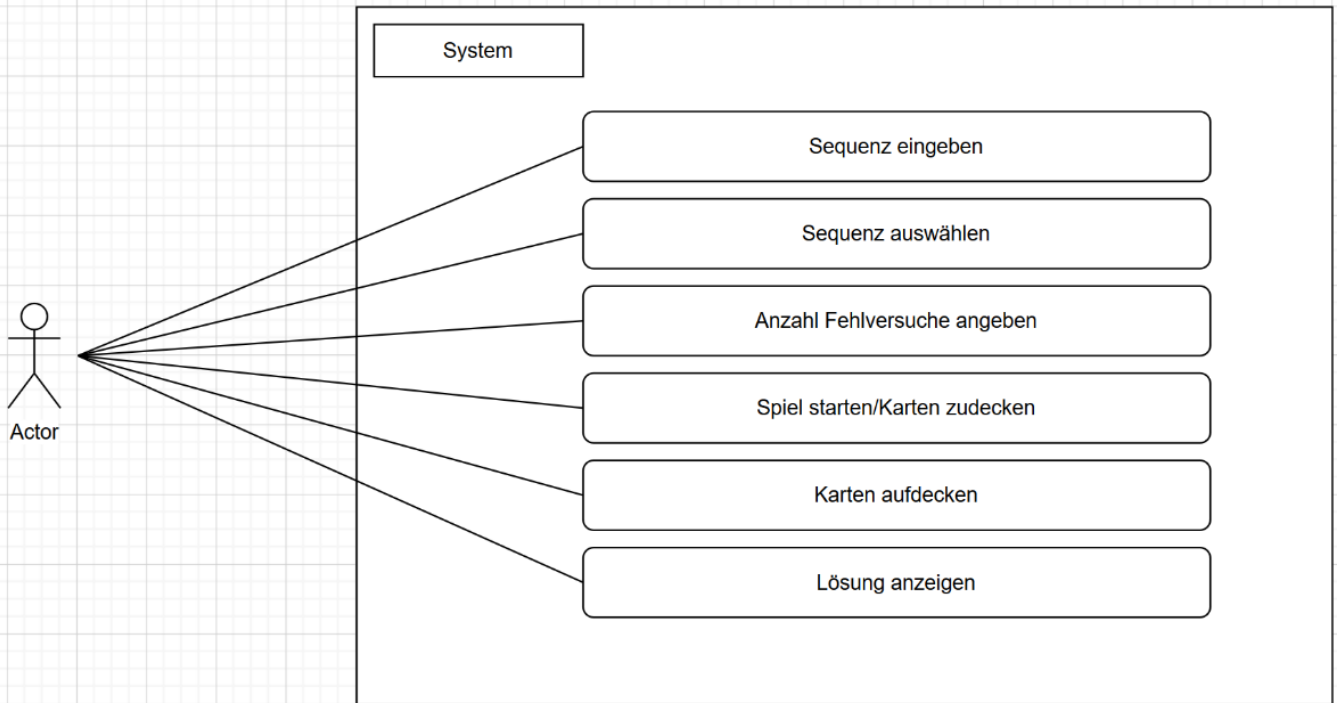 System
Sequenz eingeben
Sequenz auswählen
Anzahl Fehlversuche angeben
Spiel starten/Karten zudecken
Karten aufdecken
Lösung anzeigen
Actor